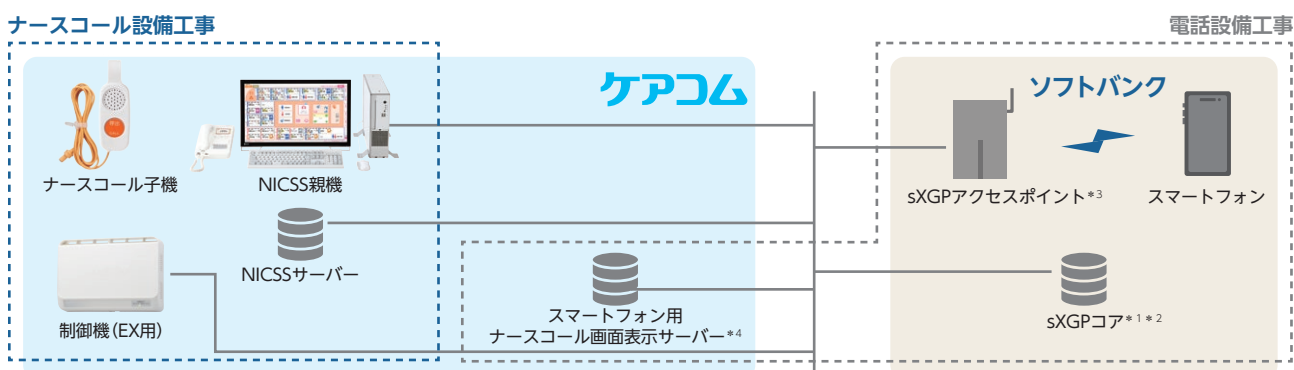 ナースコール設備工事
電話設備工事
ケアコム
ソフトバンク
ナースコール子機
NICSS親機
sXGPアクセスポイント*3
スマートフォン
NICSSサーバー
制御機(EX用)
スマートフォン用
ナースコール画面表示サーバー*4
sXGPコア*1*2